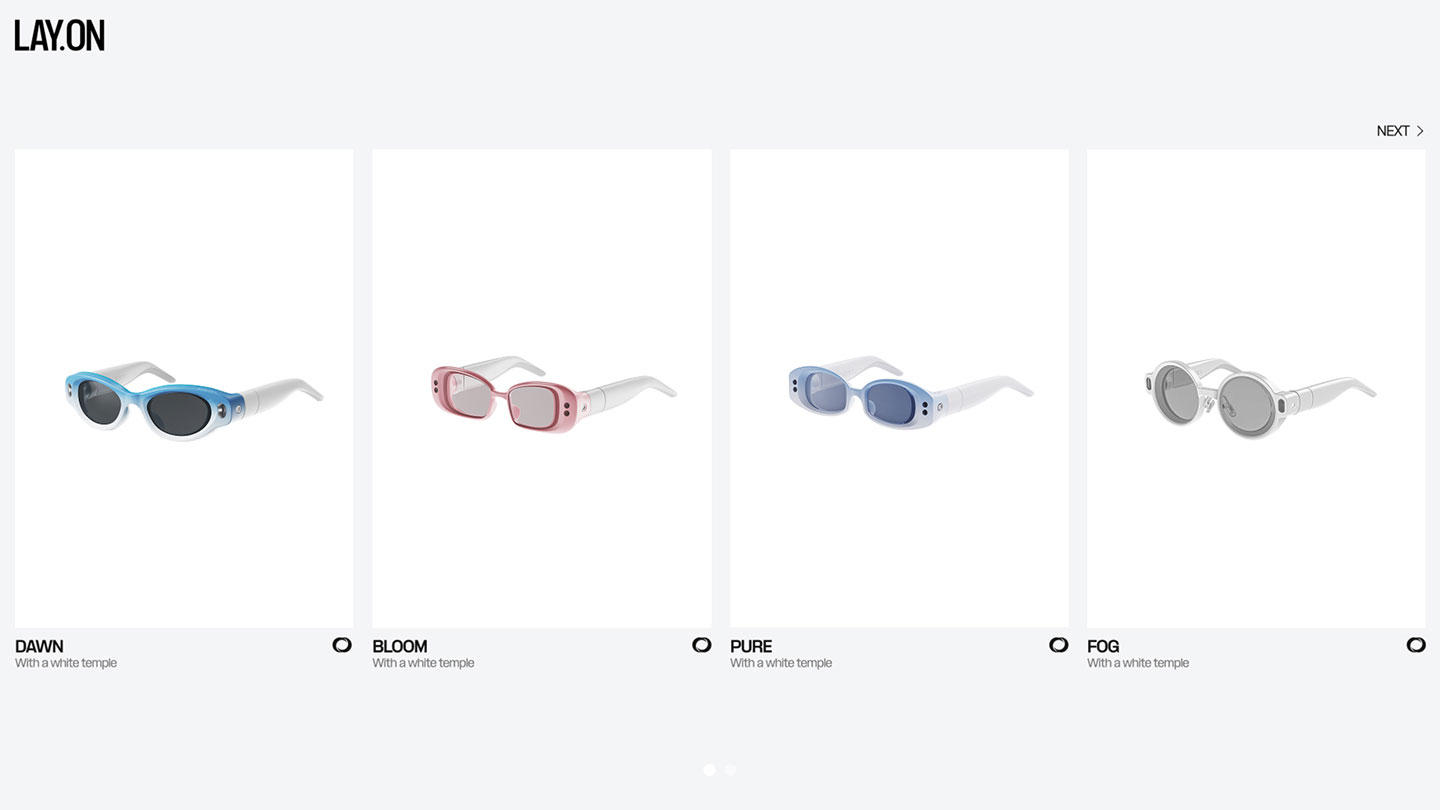 LAY.ON
NEXT
DAWN
With a white temple
BLOOM
With a white temple
PURE
With a white temple
FOG
With a white temple